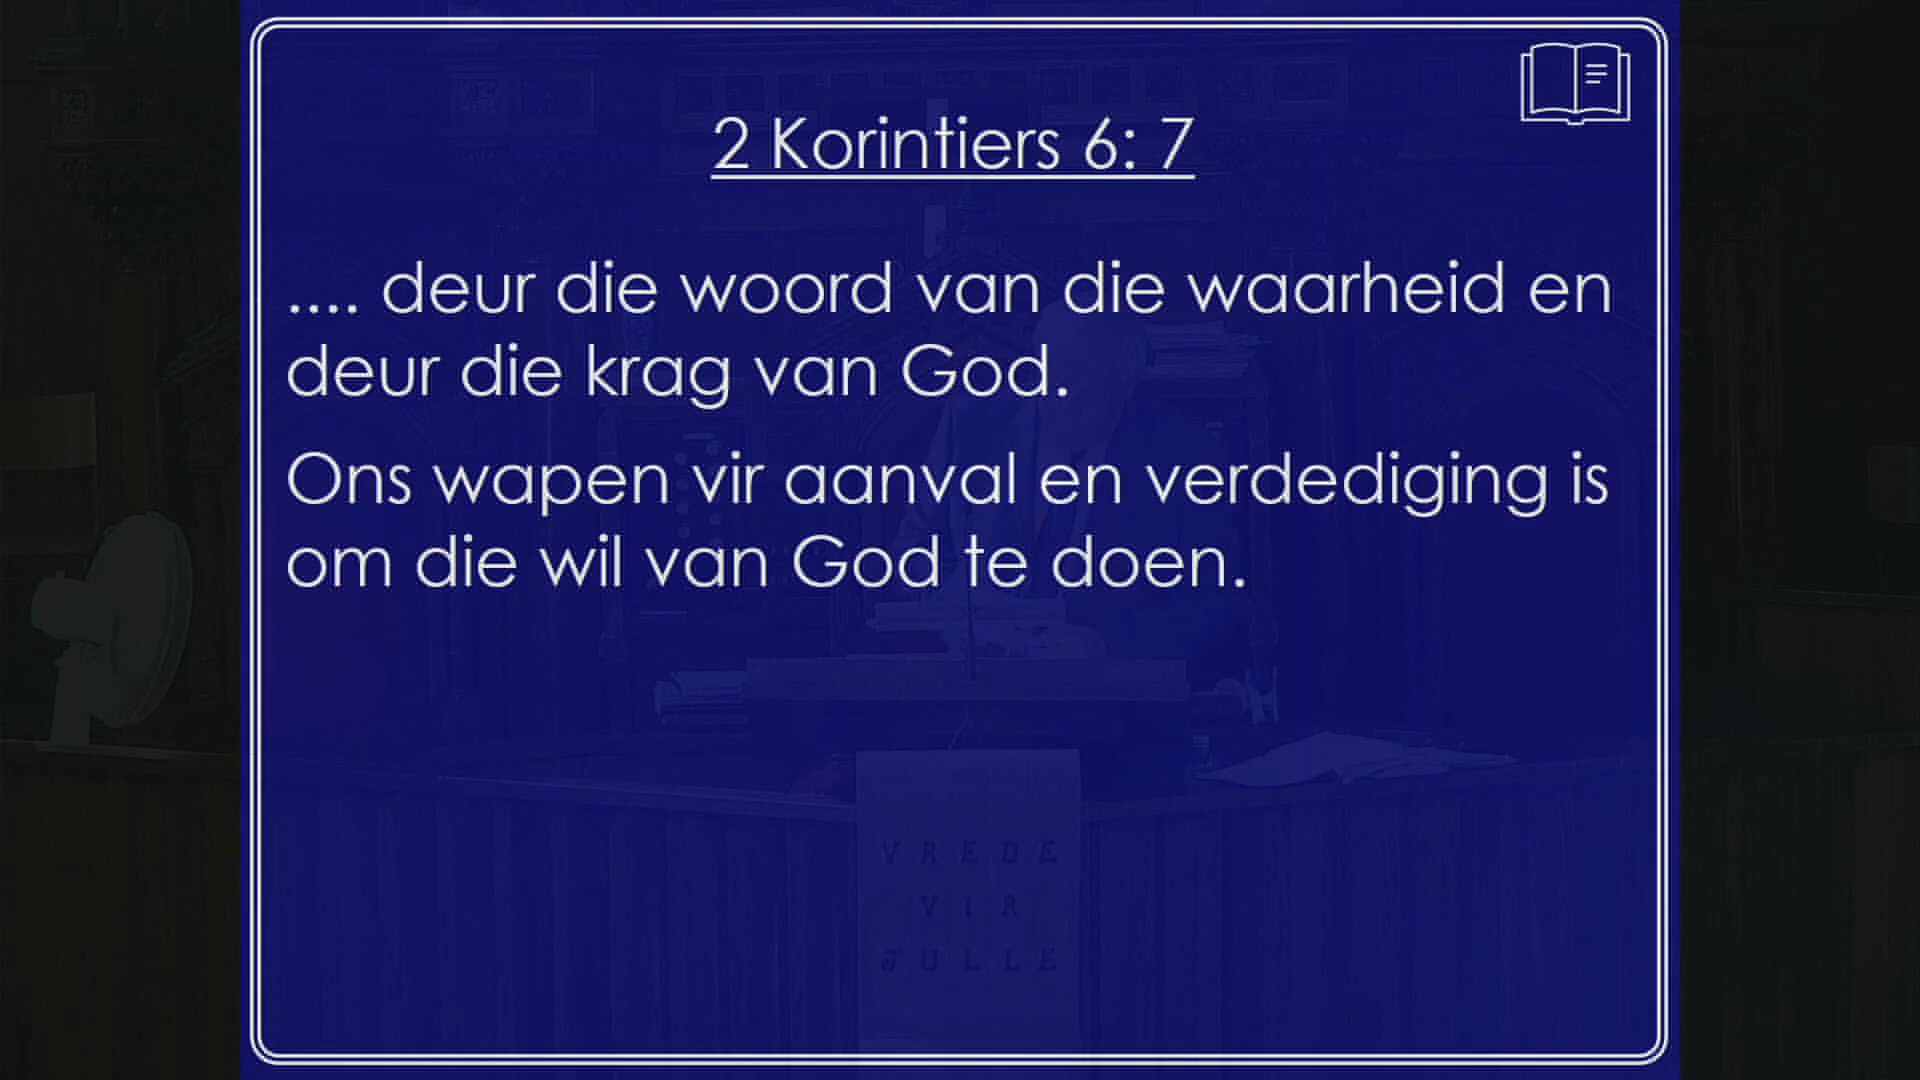 2 Korintiers 6: 7
.... deur die woord van die waarheid en
deur die krag van God.
Ons wapen vir aanval en verdediging is
om die wil van God te doen.
VREDE
VIR
JULLE